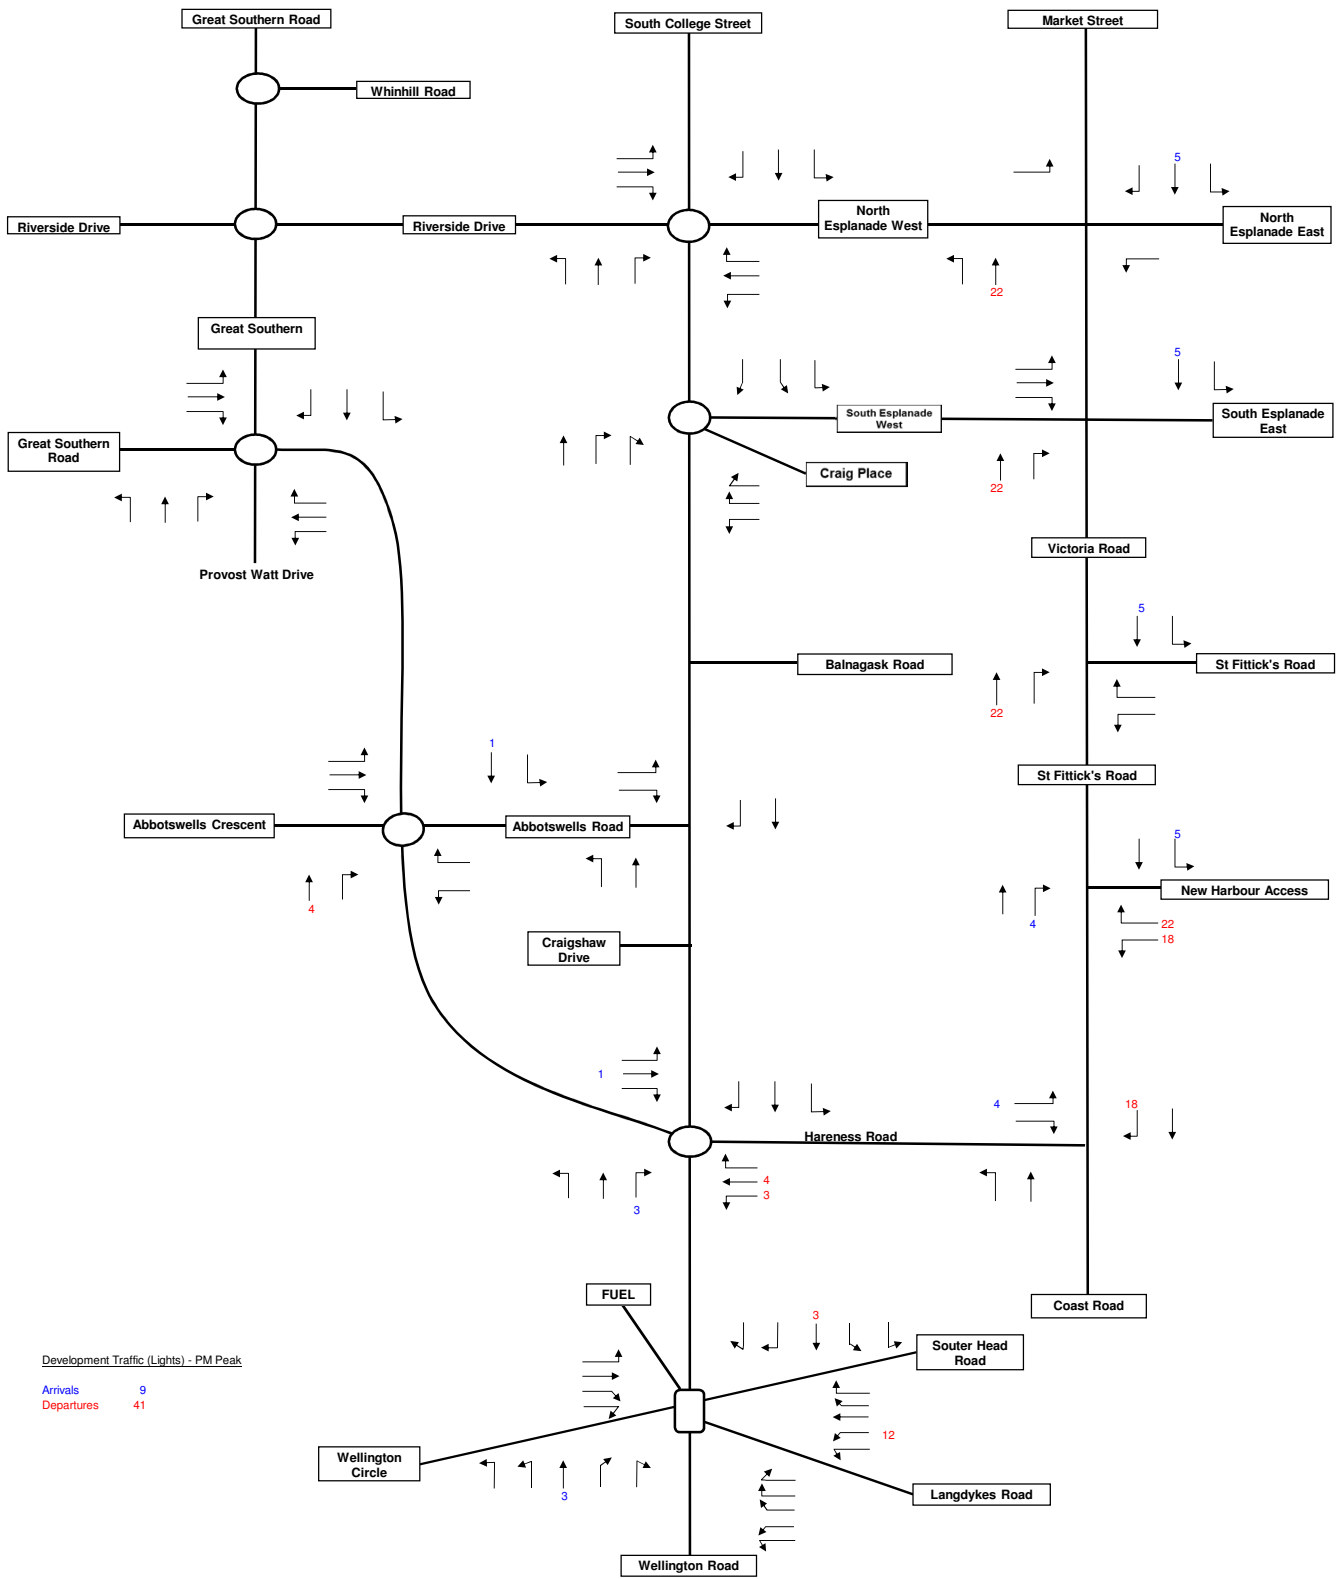 Great Southern Road
South College Street
Market Street
Whinhill Road
5
Riverside Drive
Riverside Drive
North
Esplanade West
North
Esplanade East
22
Great Southern
5
South Esplanade
West
South Esplanade
East
Great Southern
Road
Craig Place
22
Victoria Road
Provost Watt Drive
5
Balnagask Road
St Fittick's Road
22
1
St Fittick's Road
Abbotswells Crescent
Abbotswells Road
5
New Harbour Access
4
4
22
18
Craigshaw
Drive
1
4
18
Hareness Road
4
3
3
FUEL
Coast Road
3
Souter Head
Road
Development Traffic (Lights) - PM Peak
Arrivals 9
Departures 41
12
Wellington
Circle
3
Langdykes Road
Wellington Road